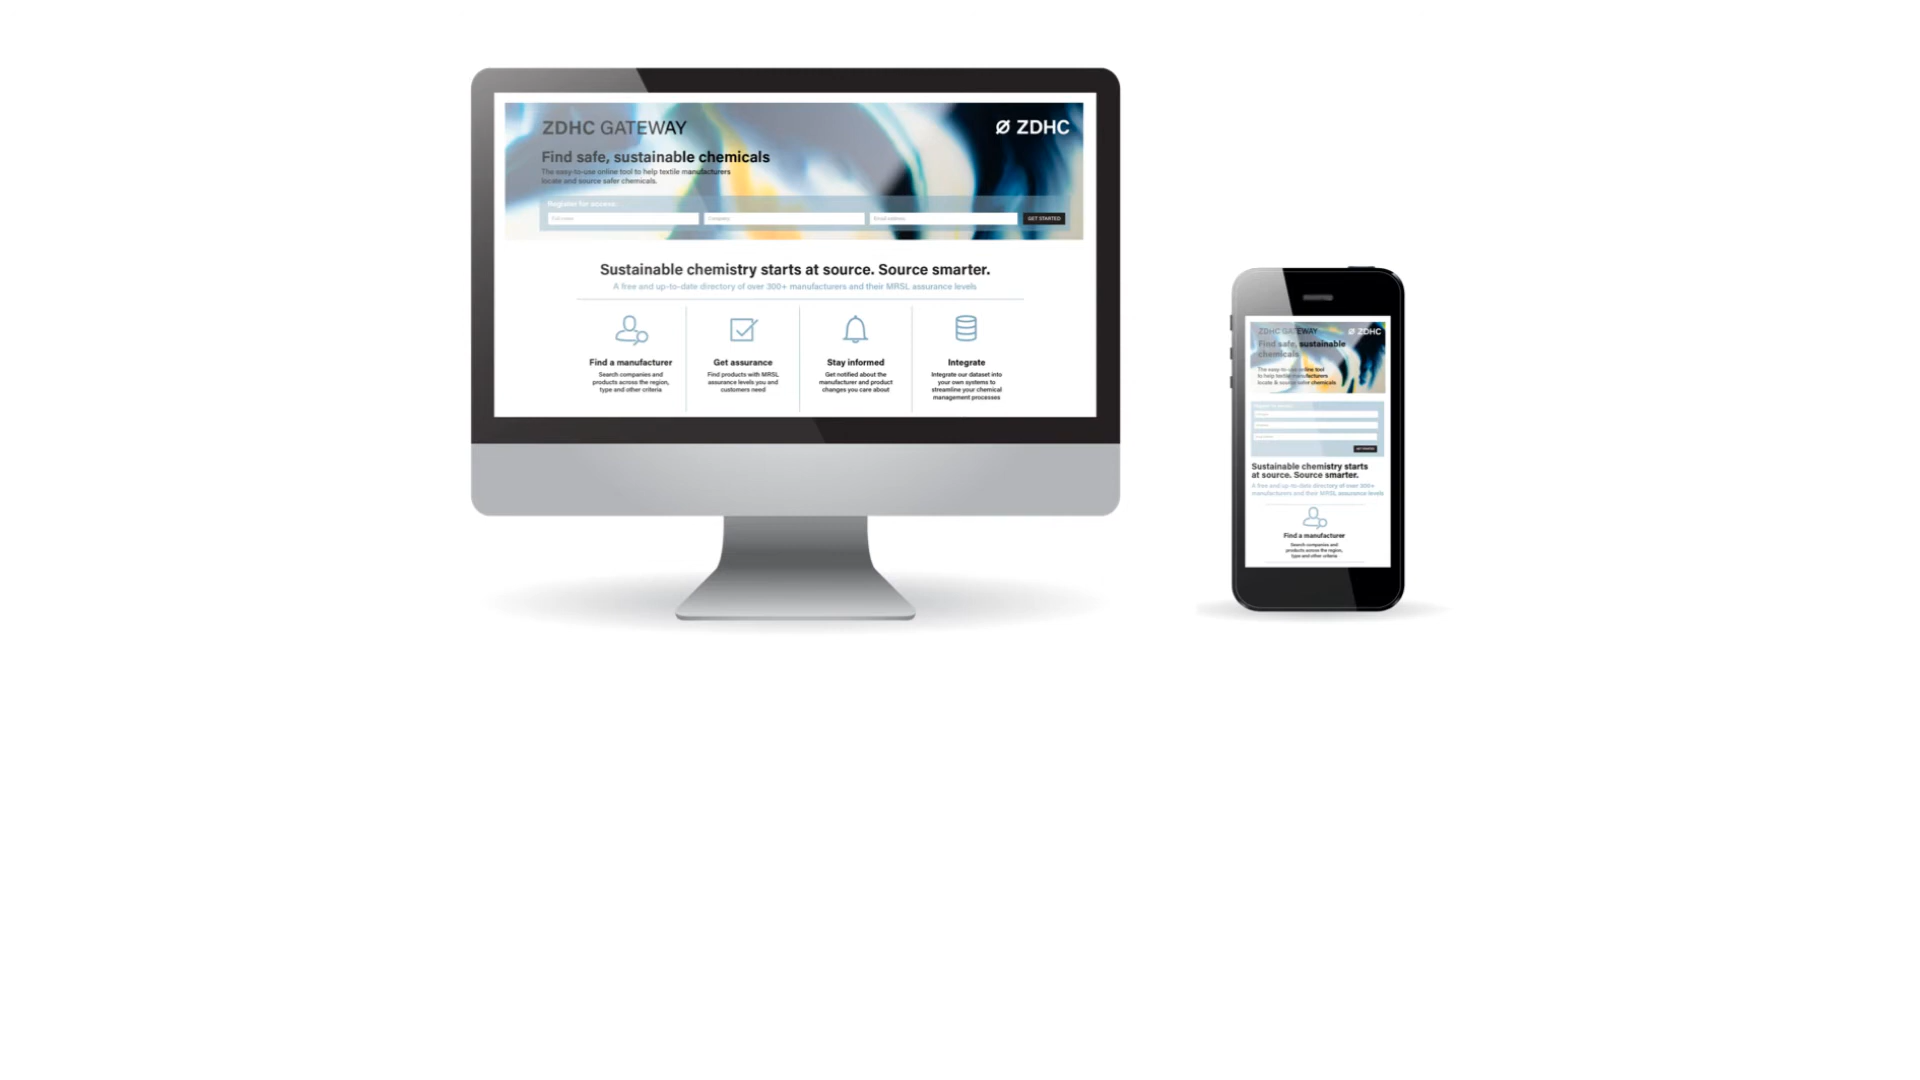 ZDHC GATEWAY
ZDHC
Find safe, sustainable chemicals
The easy-to-use online tool to help textile manufacturers
locate and source safer chemicals.
Register for access:
Full name
Company
Email address
GET STARTED
Sustainable chemistry starts at source. Source smarter.
A free and up-to-date directory of over 300+ manufacturers and their MRSL assurance levels
Find a manufacturer
Search companies and
products across the region,
type and other criteria
Get assurance
Find products with MRSL
assurance levels you and
customers need
Stay informed
Get notified about the
manufacturer and product
changes you care about
Integrate
Integrate our dataset into
your own systems to
streamline your chemical
management processes
ZDHC GATEWAY
ZDHC
Find safe, sustainable
chemicals
The easy-to-use online tool
to help textile manufacturers
locate & source safer chemicals
GET STARTED
Sustainable chemistry starts
at source. Source smarter.
A free and up-to-date directory of over 300+
manufacturers and their MRSL assurance levels
Find a manufacturer
Search companies and
products across the region,
type and other criteria